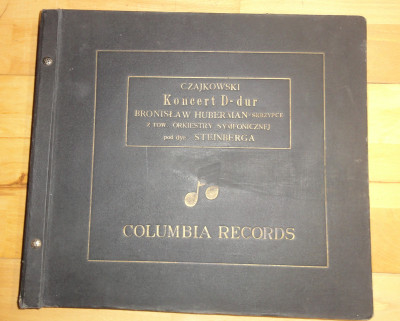 CZAJKOWSKI
Koncert D-dur
BRONISŁAW HUBERMAN-SKRZYPCE
Z TOW. ORKIESTRY SYMFONICZNEJ
pod dyr. STEINBERGA
COLUMBIA RECORDS